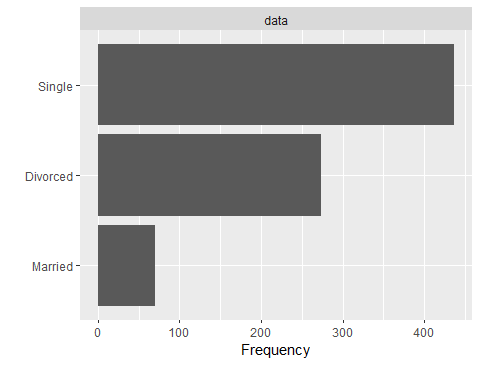 data
Single
Divorced
Married
0 100 200 300 400
Frequency